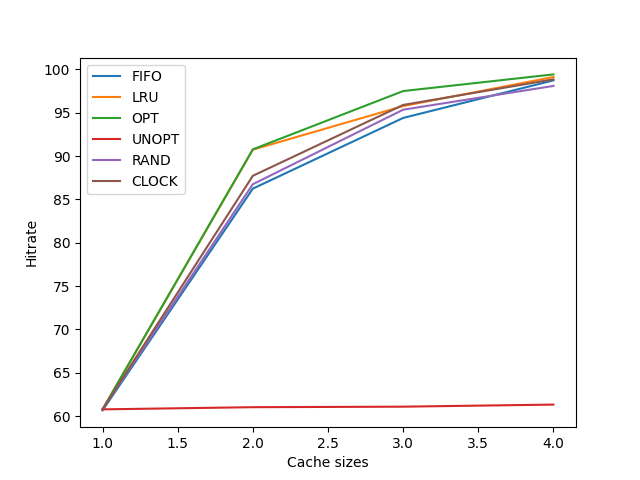 100
95
90
85
80
75
70
65
60
Hitrate
FIFO
LRU
OPT
UNOPT
RAND
CLOCK
1.0 1.5 2.0 2.5 3.0 3.5 4.0
Cache sizes